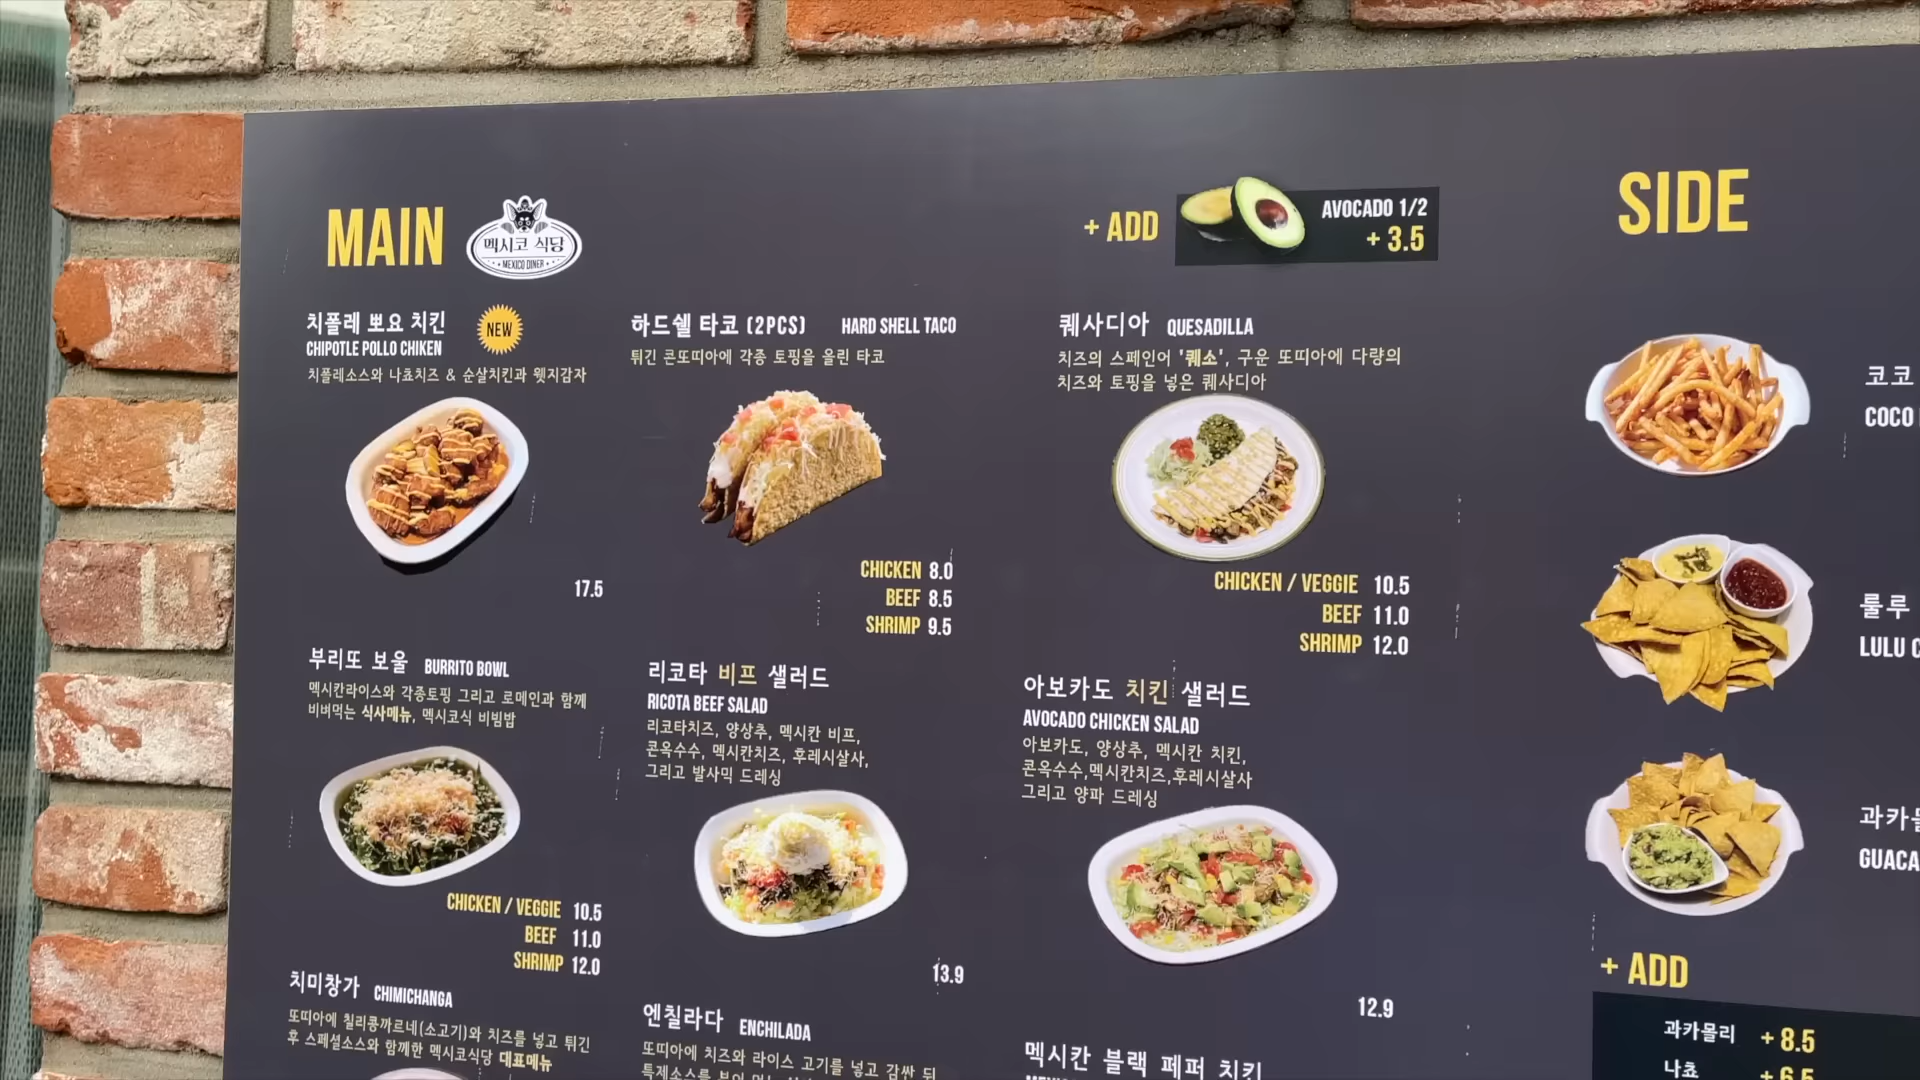 MAIN
멕시코 식당
MEXICO DINER
+ ADD
AVOCADO 1/2
+ 3.5
SIDE
치폴레 뽀요 치킨
CHIPOTLE POLLO CHIKEN
NEW
치폴레소스와 나쵸치즈 & 순살치킨과 웻지감자
17.5
하드쉘 타코 (2PCS) HARD SHELL TACO
튀긴 콘또띠아에 각종 토핑을 올린 타코
CHICKEN 8.0
BEEF 8.5
SHRIMP 9.5
퀘사디아 QUESADILLA
치즈의 스페인어 '퀘소', 구운 또띠아에 다량의
치즈와 토핑을 넣은 퀘사디아
CHICKEN / VEGGIE 10.5
BEEF 11.0
SHRIMP 12.0
부리또 보울 BURRITO BOWL
멕시칸라이스와 각종토핑 그리고 로메인과 함께
비벼먹는 식사메뉴, 멕시코식 비빔밥
CHICKEN / VEGGIE 10.5
BEEF 11.0
SHRIMP 12.0
리코타 비프 샐러드
RICOTA BEEF SALAD
리코타치즈, 양상추, 멕시칸 비프,
콘옥수수, 멕시칸치즈, 후레시살사,
그리고 발사믹 드레싱
13.9
아보카도 치킨 샐러드
AVOCADO CHICKEN SALAD
아보카도, 양상추, 멕시칸 치킨,
콘옥수수,멕시칸치즈,후레시살사
그리고 양파 드레싱
12.9
치미창가 CHIMICHANGA
또띠아에 칠리콩까르네(소고기)와 치즈를 넣고 튀긴
후 스페셜소스와 함께한 멕시코식당 대표메뉴
엔칠라다 ENCHILADA
또띠아에 치즈와 라이스 고기를 넣고 감싼 뒤
멕시칸 블랙 페퍼 치킨
코코
COCO
룰루
LULU
과카몰
GUACA
+ ADD
과카몰리 + 8.5
나쵸 + 6.5